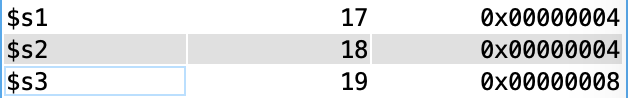 $s1 17 0x00000004
$s2 18 0x00000004
$s3 19 0x00000008